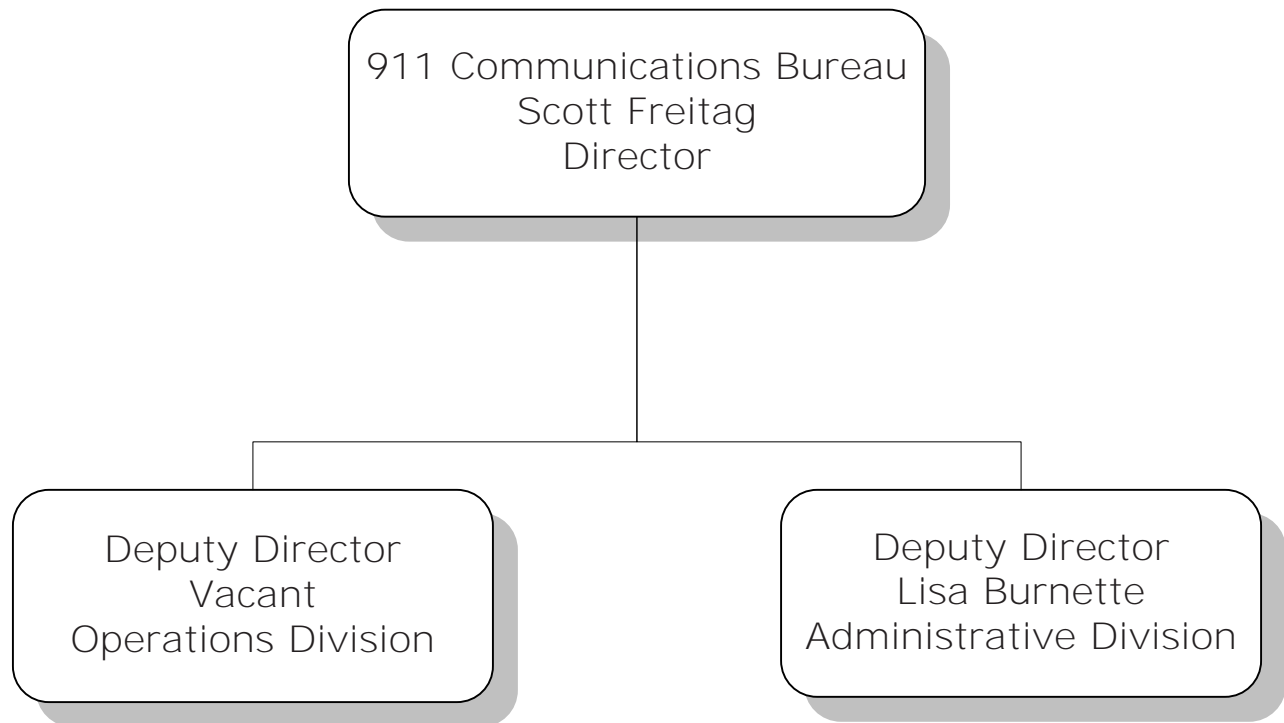 911 Communications Bureau
Scott Freitag
Director
Deputy Director
Vacant
Operations Division
Deputy Director
Lisa Burnette
Administrative Division